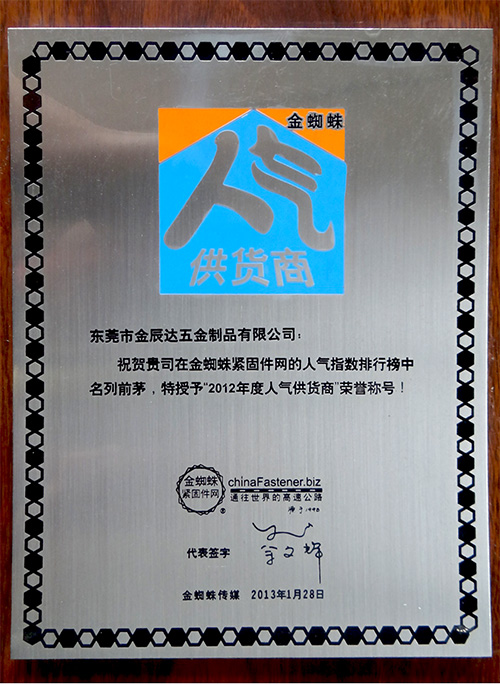 金蜘蛛
人气
供货商
东莞市金辰达五金制品有限公司：
祝贺贵司在金蜘蛛紧固件网的人气指数排行榜中
名列前茅，特授予“2012年度人气供货商”荣誉称号！
金蜘蛛 chinaFastener.biz
紧固件网 通往世界的高速公路
®
代表签字
金蜘蛛传媒 2013年1月28日